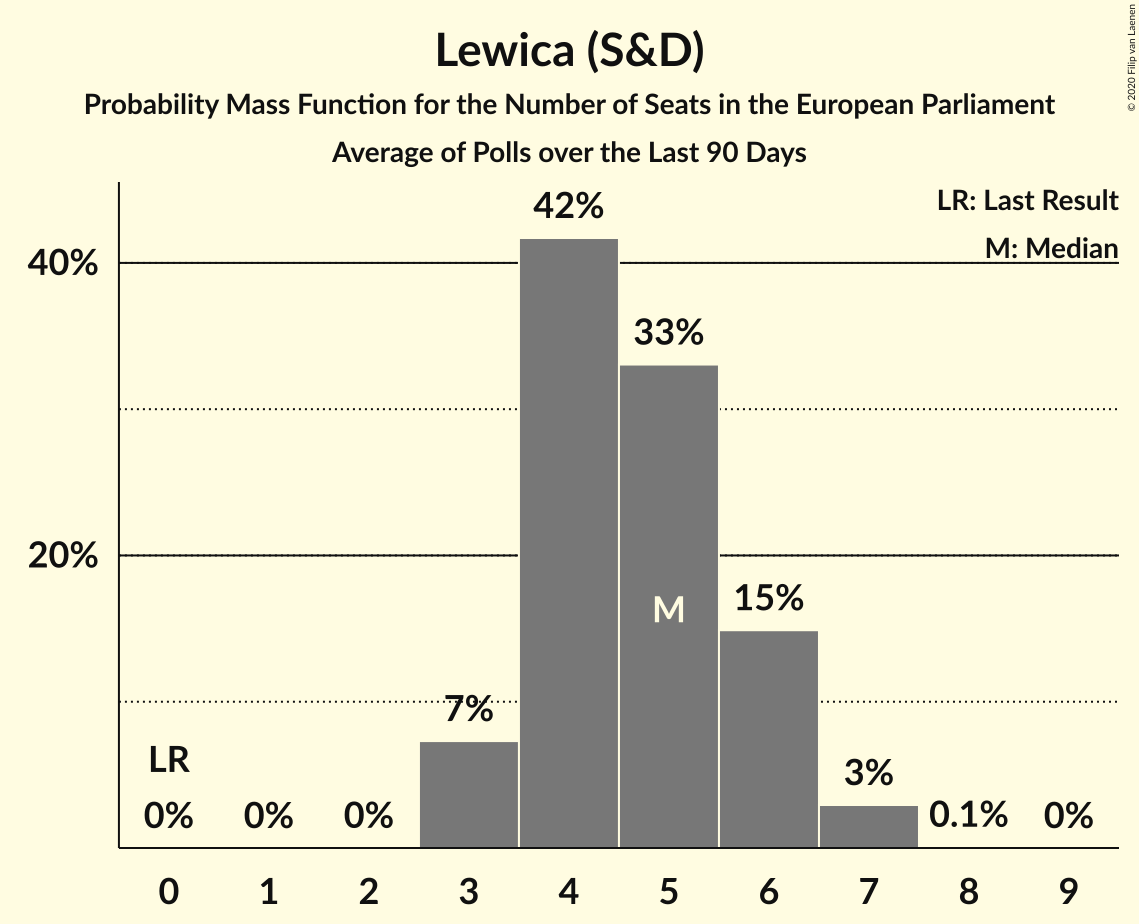 Lewica (S&D)
Probability Mass Function for the Number of Seats in the European Parliament
Average of Polls over the Last 90 Days
© 2020 Filip van Laenen
LR: Last Result
M: Median
42%
40%
33%
20%
15%
M
7%
LR
3%
0% 0% 0% 0.1% 0%
0 1 2 3 4 5 6 7 8 9